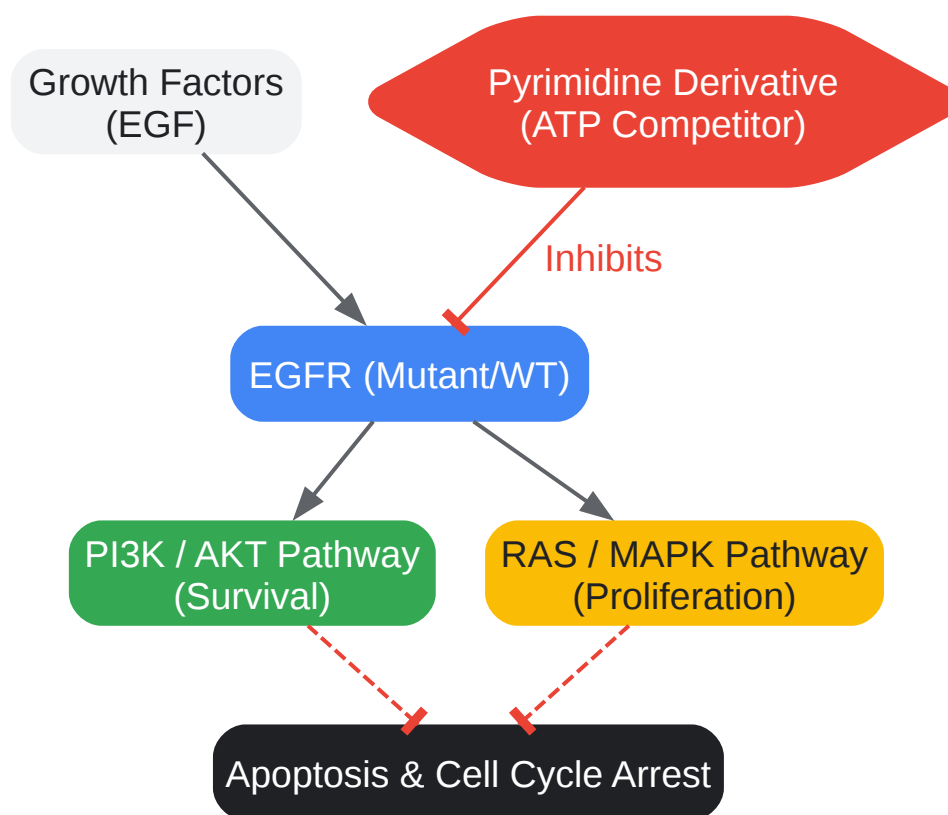 Growth Factors
(EGF)
Pyrimidine Derivative
(ATP Competitor)
Inhibits
EGFR (Mutant/WT)
PI3K / AKT Pathway
(Survival)
RAS / MAPK Pathway
(Proliferation)
Apoptosis & Cell Cycle Arrest